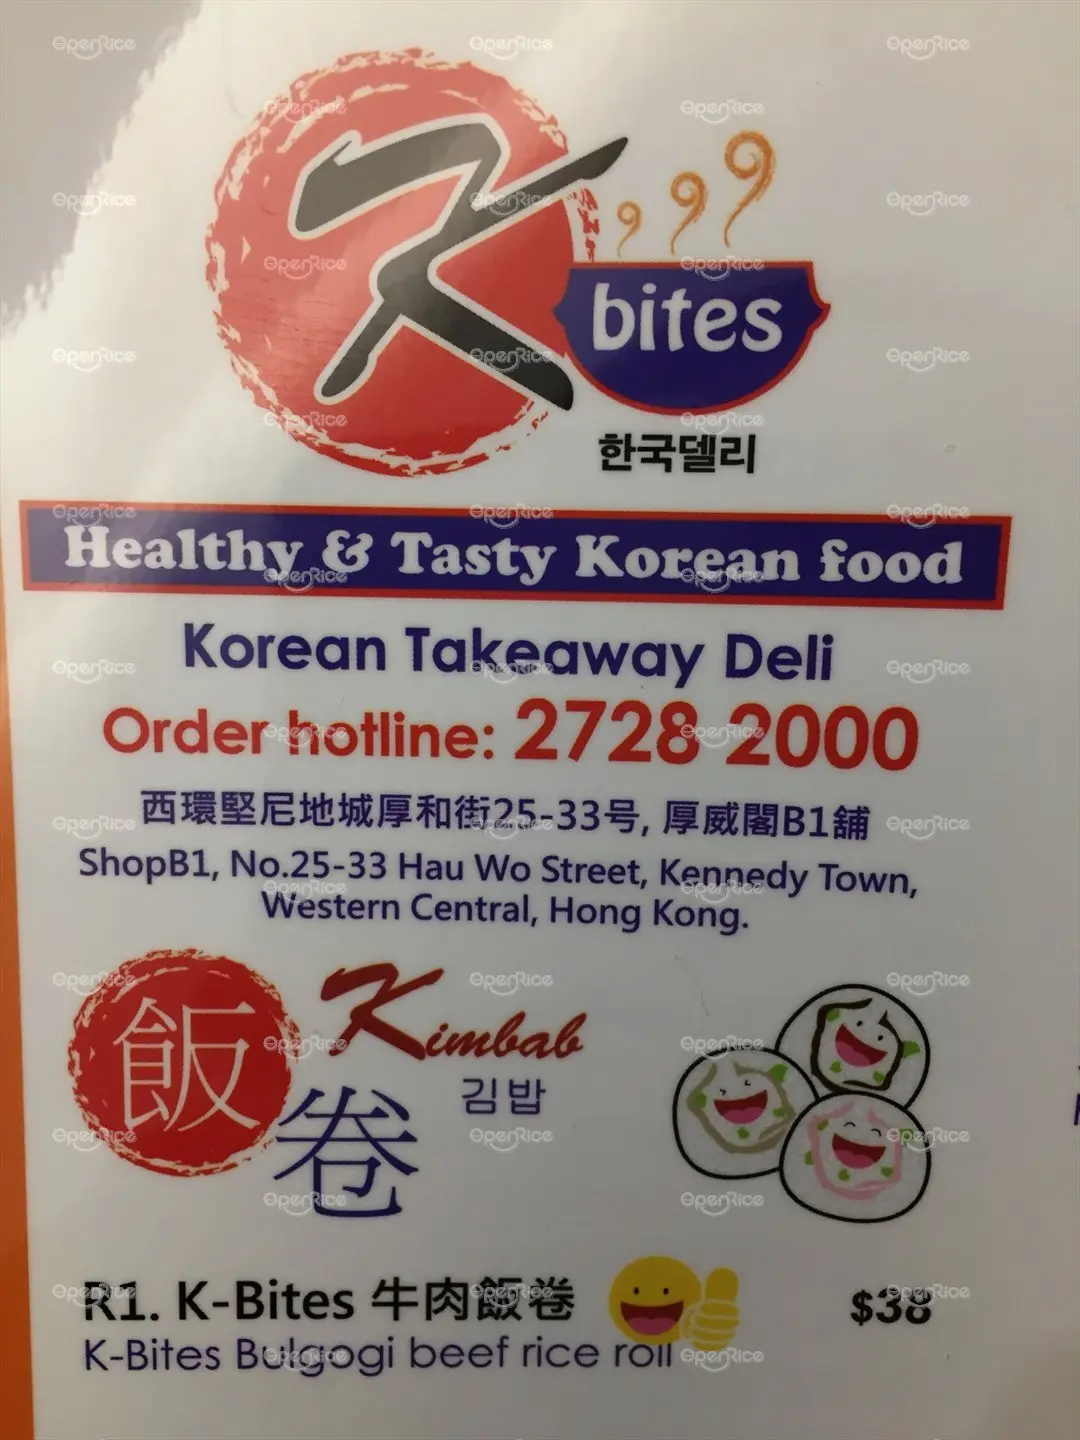 K bites
한국델리
Healthy & Tasty Korean food
Korean Takeaway Deli
Order hotline: 2728 2000
西環堅尼地城厚和街25-33号, 厚威閣B1舖
ShopB1, No.25-33 Hau Wo Street, Kennedy Town,
Western Central, Hong Kong.
飯卷
Kimbab
김밥
R1. K-Bites 牛肉飯卷 $38
K-Bites Bulgogi beef rice roll
OpenRice